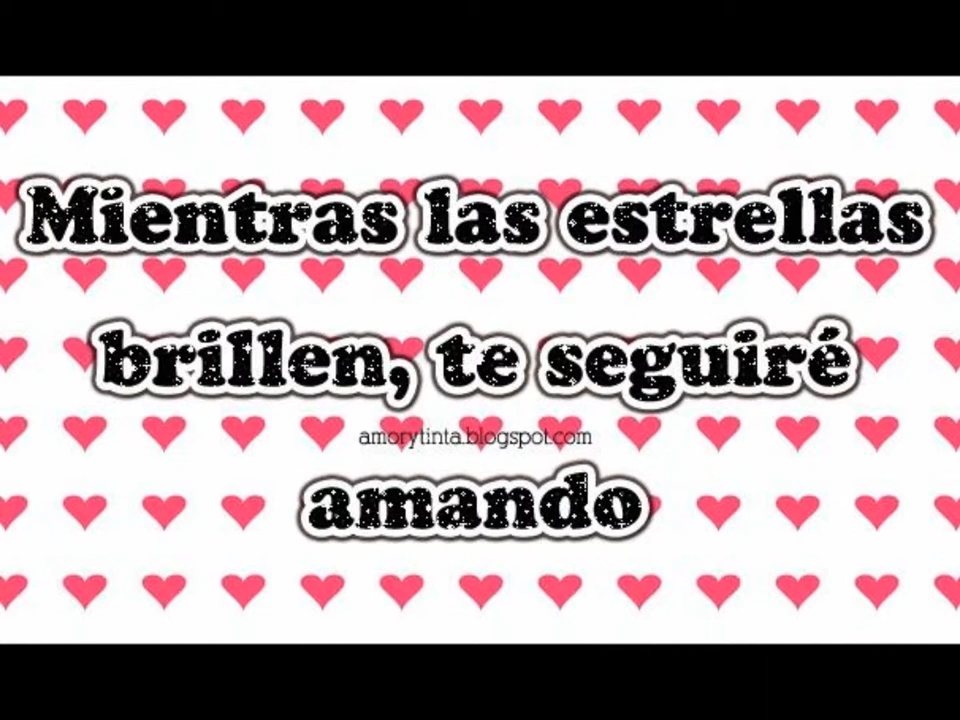 Mientras las estrellas
brillen, te seguiré
amorytinta.blogspot.com
amando